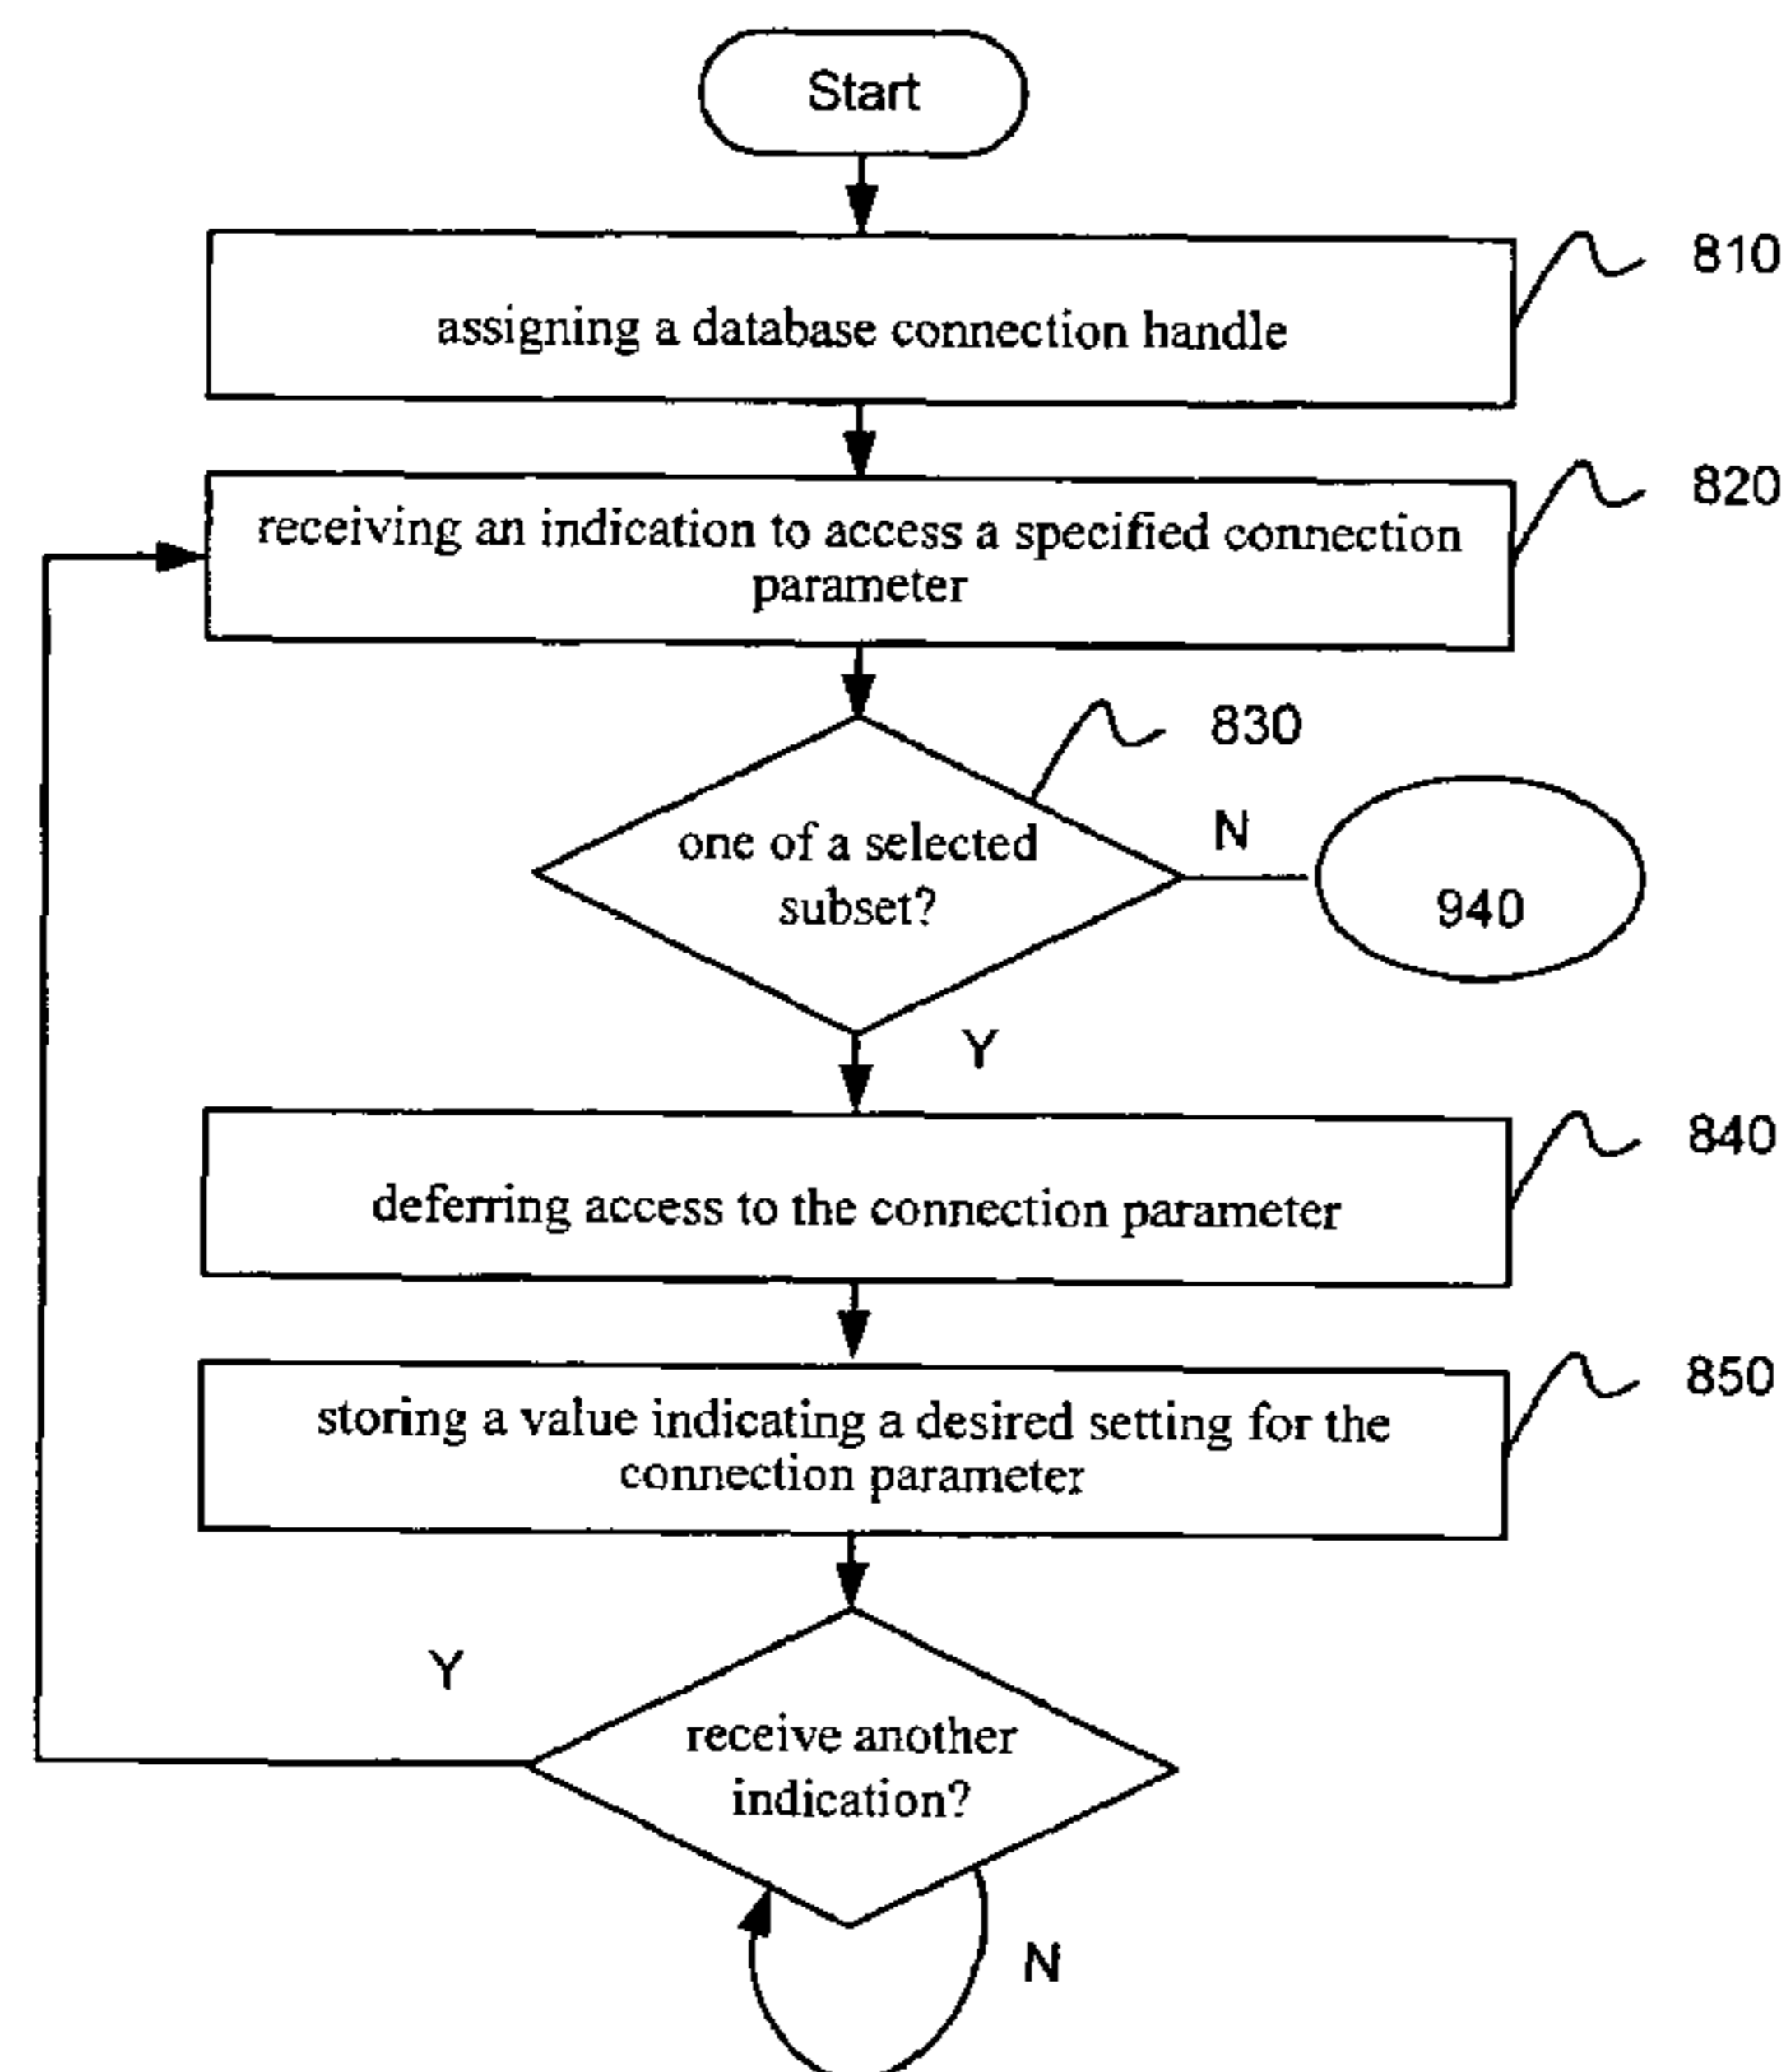 Start
810
assigning a database connection handle
820
receiving an indication to access a specified connection
parameter
830
one of a selected
subset?
N
940
Y
840
deferring access to the connection parameter
850
storing a value indicating a desired setting for the
connection parameter
Y
receive another
indication?
N